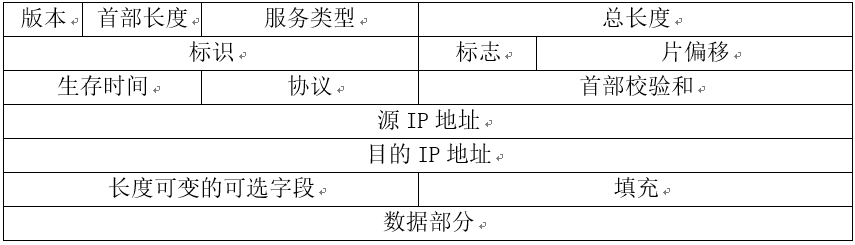 版本 首部长度 服务类型 总长度
标识 标志 片偏移
生存时间 协议 首部校验和
源 IP 地址
目的 IP 地址
长度可变的可选字段 填充
数据部分